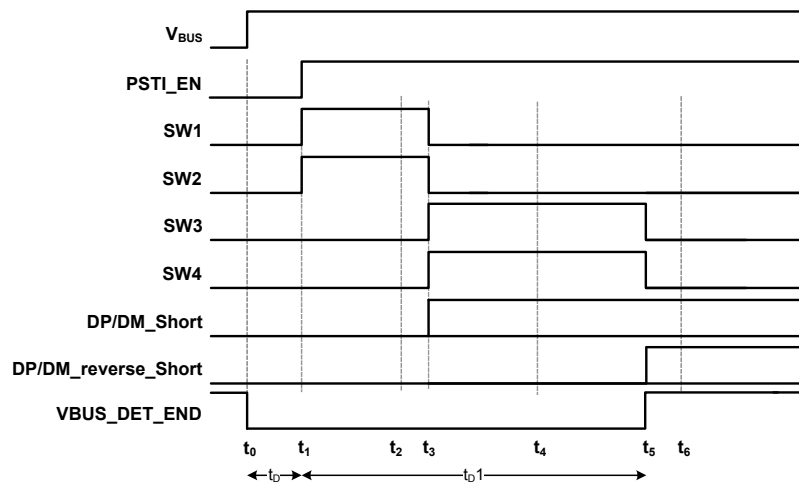 VBUS
PSTI_EN
SW1
SW2
SW3
SW4
DP/DM_Short
DP/DM_reverse_Short
VBUS_DET_END
t0 t1 t2 t3 t4 t5 t6
tD tD1